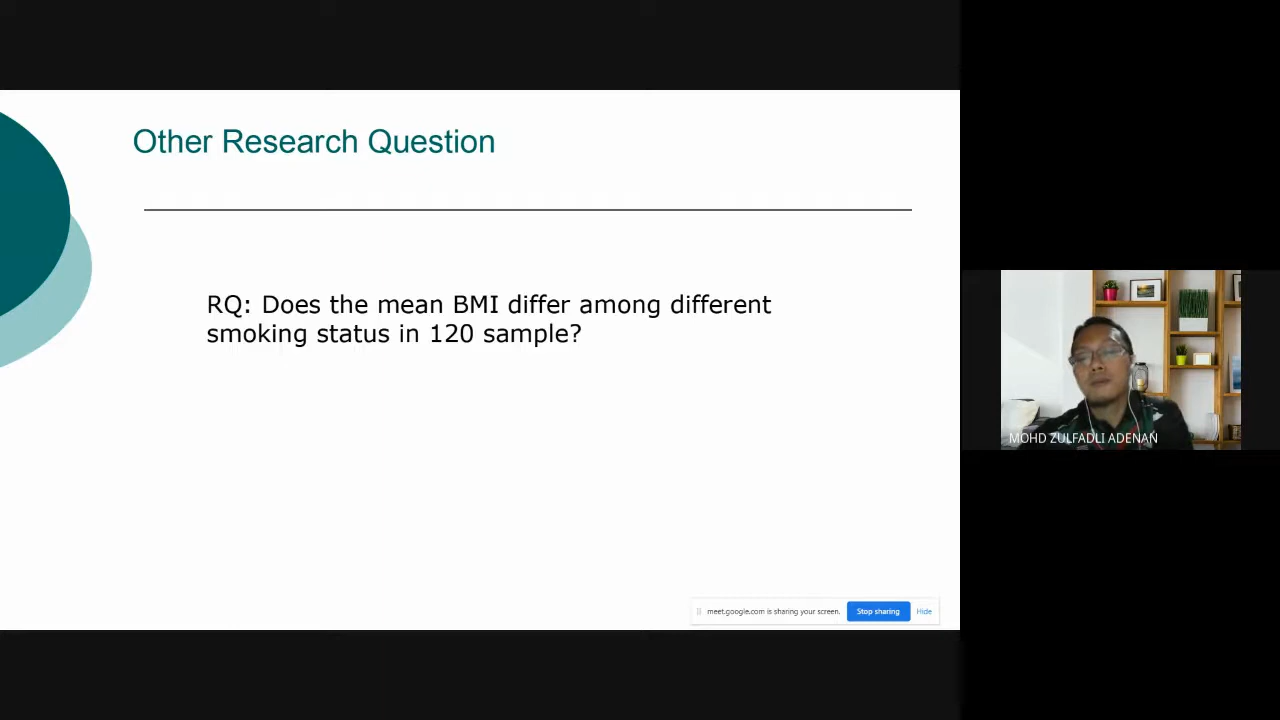 Other Research Question
RQ: Does the mean BMI differ among different
smoking status in 120 sample?
meet.google.com is sharing your screen.
Stop sharing
Hide
MOHD ZULFADLI ADENAN